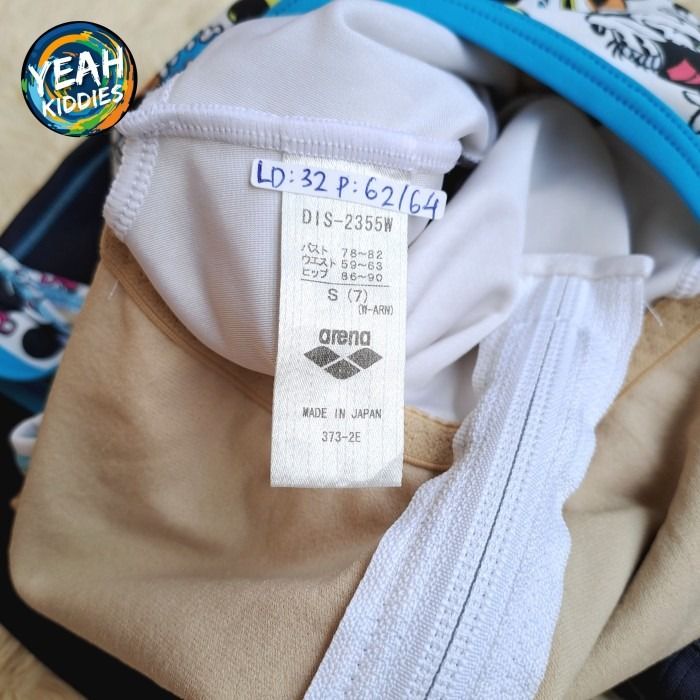 YEAH
KIDDIES
LD: 32 P: 62/64
DIS-2355W
バスト 78~82
ウエスト 59~63
ヒップ 86~90
S (7)
(W-ARN)
arena
MADE IN JAPAN
373-2E